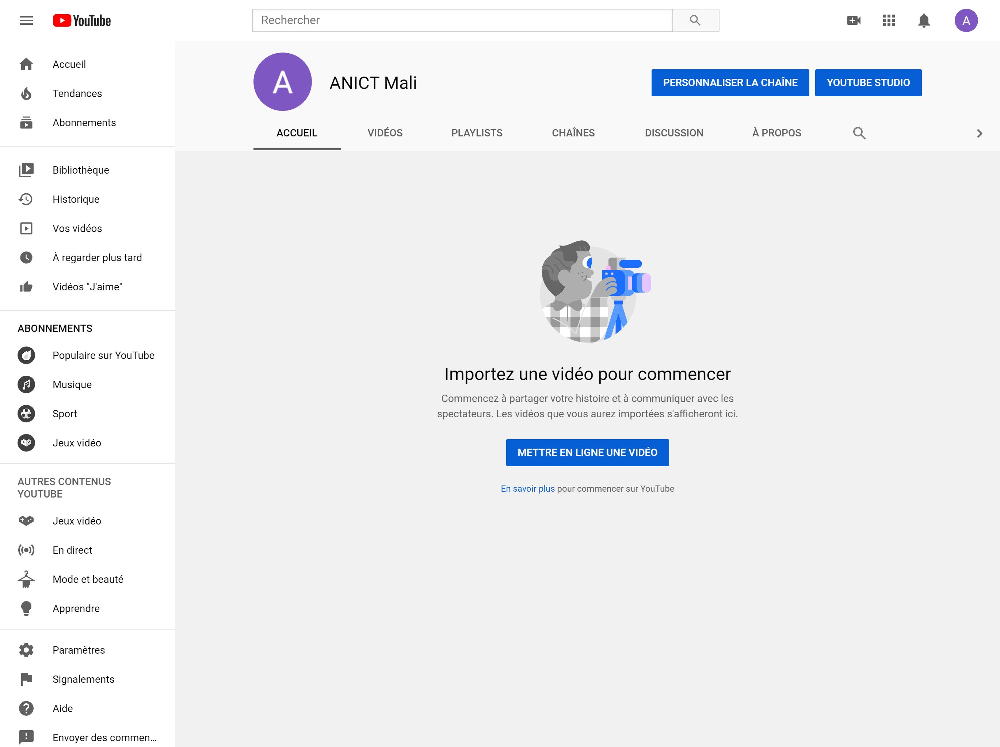 YouTube
Rechercher
A
Accueil
Tendances
Abonnements
Bibliothèque
Historique
Vos vidéos
À regarder plus tard
Vidéos "J'aime"
ABONNEMENTS
Populaire sur YouTube
Musique
Sport
Jeux vidéo
AUTRES CONTENUS
YOUTUBE
Jeux vidéo
En direct
Mode et beauté
Apprendre
Paramètres
Signalements
Aide
Envoyer des commen...
A
ANICT Mali
PERSONNALISER LA CHAÎNE
YOUTUBE STUDIO
ACCUEIL
VIDÉOS
PLAYLISTS
CHAÎNES
DISCUSSION
À PROPOS
Importez une vidéo pour commencer
Commencez à partager votre histoire et à communiquer avec les
spectateurs. Les vidéos que vous aurez importées s'afficheront ici.
METTRE EN LIGNE UNE VIDÉO
En savoir plus pour commencer sur YouTube